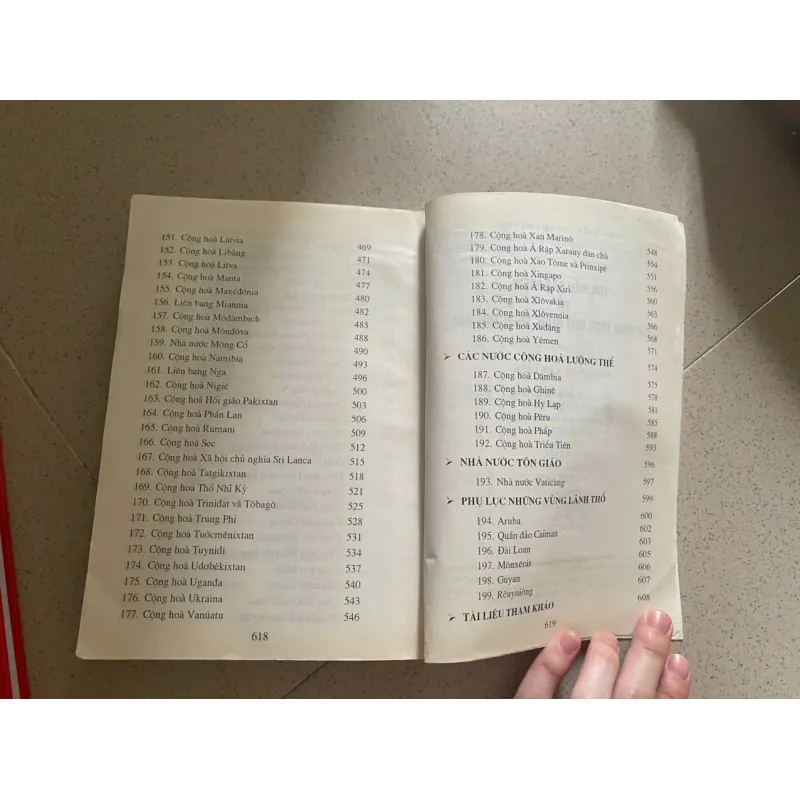 151. Cộng hoà Latvia 469
152. Cộng hoà Libăng 471
153. Cộng hoà Litva 474
154. Cộng hoà Manta 477
155. Cộng hoà Maxêđônia 480
156. Liên bang Mianma 482
157. Cộng hoà Môdămbich 485
158. Cộng hoà Môndôva 488
159. Nhà nước Mông Cổ 490
160. Cộng hoà Namibia 493
161. Liên bang Nga 496
162. Cộng hoà Nigiê 500
163. Cộng hoà Hồi giáo Pakixtan 503
164. Cộng hoà Phần Lan 506
165. Cộng hoà Rumani 509
166. Cộng hoà Sec 512
167. Cộng hoà Xã hội chủ nghĩa Sri Lanca 515
168. Cộng hoà Tatgikixtan 518
169. Cộng hoà Thổ Nhĩ Kỳ 521
170. Cộng hoà Triniđat và Tôbagô 525
171. Cộng hoà Trung Phi 528
172. Cộng hoà Tuôcmênixtan 531
173. Cộng hoà Tuynidi 534
174. Cộng hoà Udơbêkixtan 537
175. Cộng hoà Uganđa 540
176. Cộng hoà Ukraina 543
177. Cộng hoà Vanúatu 546
618
178. Cộng hoà Xan Marinô 548
179. Cộng hoà Ả Rập Xarauy dân chủ 554
180. Cộng hoà Xao Tôme và Prinxipê 551
181. Cộng hoà Xingapo 556
182. Cộng hoà Ả Rập Xiri 560
183. Cộng hoà Xlôvakia 563
184. Cộng hoà Xlôvennia 566
185. Cộng hoà Xuđăng 568
186. Cộng hoà Yêmen 571
➢ CÁC NƯỚC CỘNG HOÀ LƯỠNG THỂ 574
187. Cộng hoà Dămbia 575
188. Cộng hoà Ghinê 578
189. Cộng hoà Hy Lạp 581
190. Cộng hoà Pêru 585
191. Cộng hoà Pháp 588
192. Cộng hoà Triều Tiên 593
➢ NHÀ NƯỚC TÔN GIÁO 596
193. Nhà nước Vaticăng 597
➢ PHỤ LỤC NHỮNG VÙNG LÃNH THỔ 599
194. Aruba 600
195. Quần đảo Caiman 602
196. Đài Loan 603
197. Mônxêrát 605
198. Guyan 606
199. Rêuyniông 607
➢ TÀI LIỆU THAM KHẢO 608
619